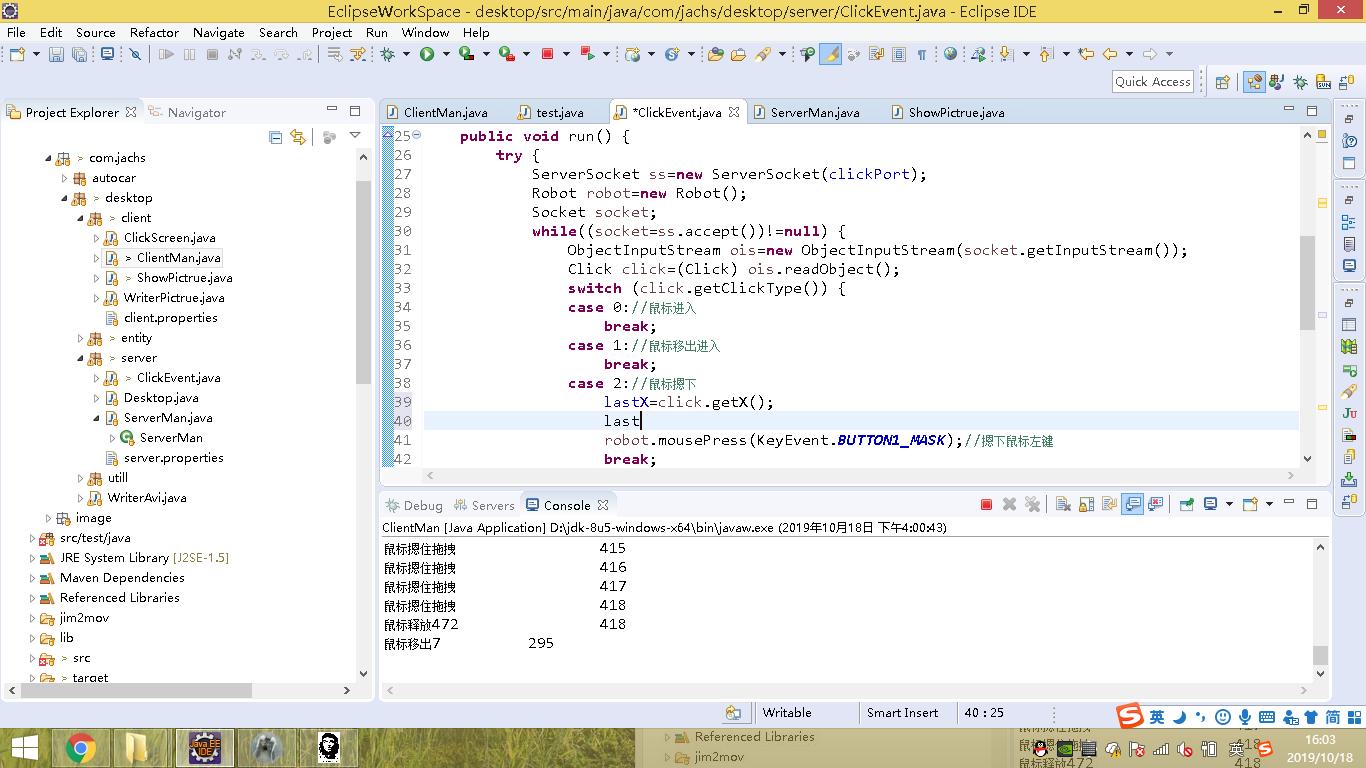 EclipseWorkSpace - desktop/src/main/java/com/jachs/desktop/server/ClickEvent.java - Eclipse IDE
File Edit Source Refactor Navigate Search Project Run Window Help
Quick Access
Project Explorer Navigator
> com.jachs
autocar
> desktop
> client
ClickScreen.java
> ClientMan.java
> ShowPictrue.java
WriterPictrue.java
client.properties
> entity
> server
> ClickEvent.java
Desktop.java
ServerMan.java
ServerMan
server.properties
utill
WriterAvi.java
image
src/test/java
JRE System Library [J2SE-1.5]
Maven Dependencies
Referenced Libraries
jim2mov
lib
> src
> target
ClientMan.java test.java *ClickEvent.java ServerMan.java ShowPictrue.java
25 public void run() {
26 try {
27 ServerSocket ss=new ServerSocket(clickPort);
28 Robot robot=new Robot();
29 Socket socket;
30 while((socket=ss.accept())!=null) {
31 ObjectInputStream ois=new ObjectInputStream(socket.getInputStream());
32 Click click=(Click) ois.readObject();
33 switch (click.getClickType()) {
34 case 0://鼠标进入
35 break;
36 case 1://鼠标移出进入
37 break;
38 case 2://鼠标摁下
39 lastX=click.getX();
40 last
41 robot.mousePress(KeyEvent.BUTTON1_MASK);//摁下鼠标左键
42 break;
Debug Servers Console
ClientMan [Java Application] D:\jdk-8u5-windows-x64\bin\javaw.exe (2019年10月18日 下午4:00:43)
鼠标摁住拖拽 415
鼠标摁住拖拽 416
鼠标摁住拖拽 417
鼠标摁住拖拽 418
鼠标释放472 418
鼠标移出7 295
Writable Smart Insert 40 : 25
英 简
Java EE IDE
Referenced Libraries
jim2mov
鼠标释放472 418
英
16:03
2019/10/18